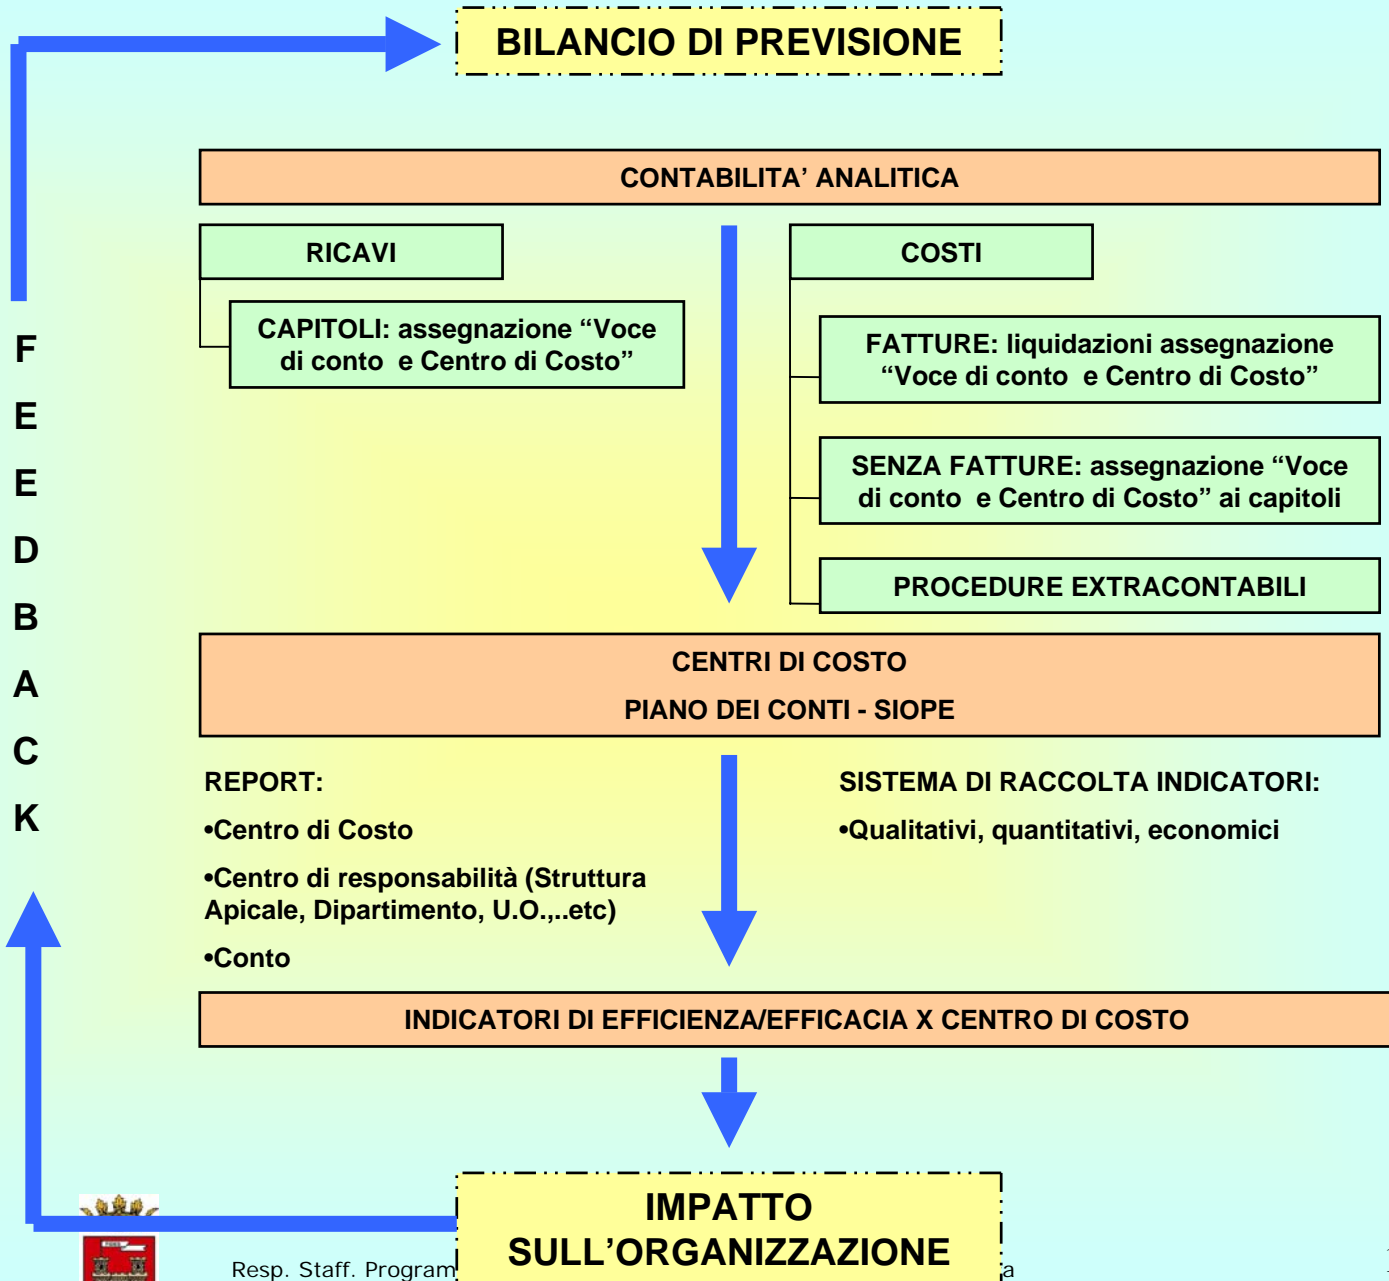 BILANCIO DI PREVISIONE
CONTABILITA’ ANALITICA
RICAVI
COSTI
CAPITOLI: assegnazione “Voce
di conto e Centro di Costo”
FATTURE: liquidazioni assegnazione
“Voce di conto e Centro di Costo”
SENZA FATTURE: assegnazione “Voce
di conto e Centro di Costo” ai capitoli
PROCEDURE EXTRACONTABILI
F
E
E
D
B
A
C
K
CENTRI DI COSTO
PIANO DEI CONTI - SIOPE
REPORT:
•Centro di Costo
•Centro di responsabilità (Struttura
Apicale, Dipartimento, U.O.,..etc)
•Conto
SISTEMA DI RACCOLTA INDICATORI:
•Qualitativi, quantitativi, economici
INDICATORI DI EFFICIENZA/EFFICACIA X CENTRO DI COSTO
IMPATTO
SULL’ORGANIZZAZIONE
Resp. Staff. Program